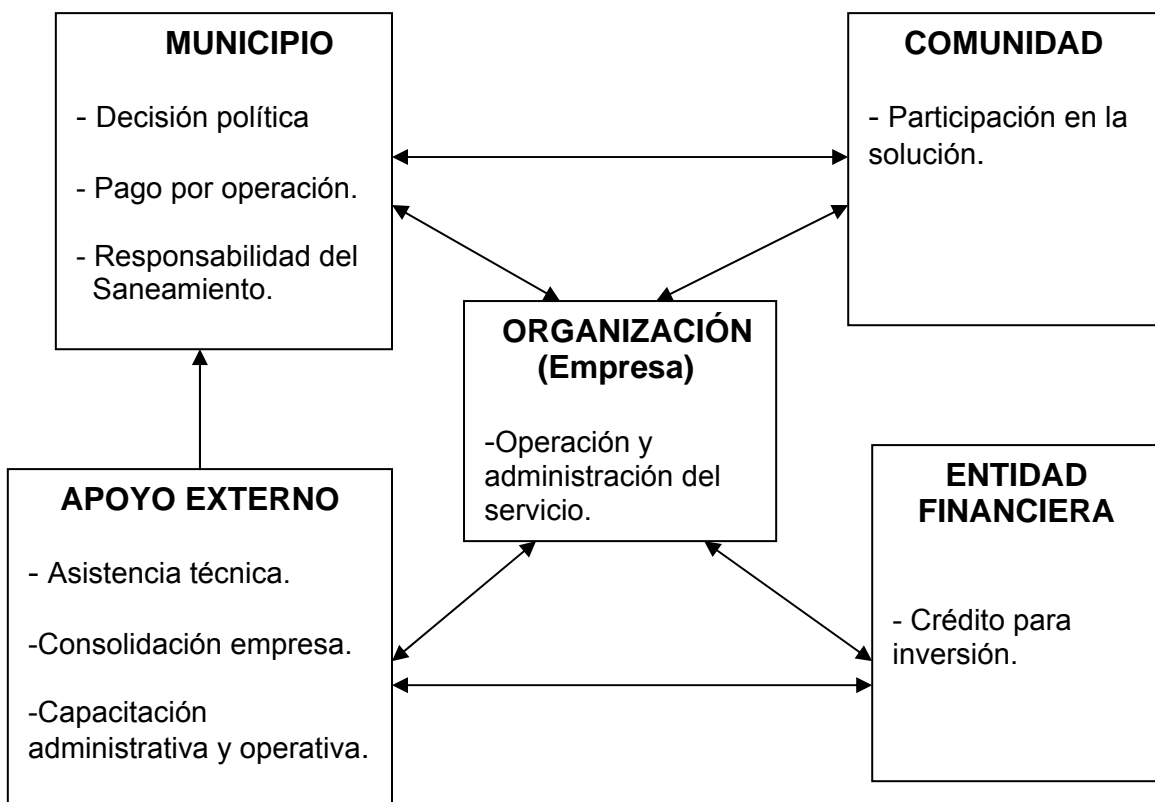 MUNICIPIO
- Decisión política
- Pago por operación.
- Responsabilidad del
Saneamiento.
COMUNIDAD
- Participación en la
solución.
ORGANIZACIÓN
(Empresa)
-Operación y
administración del
servicio.
APOYO EXTERNO
- Asistencia técnica.
-Consolidación empresa.
-Capacitación
administrativa y operativa.
ENTIDAD
FINANCIERA
- Crédito para
inversión.